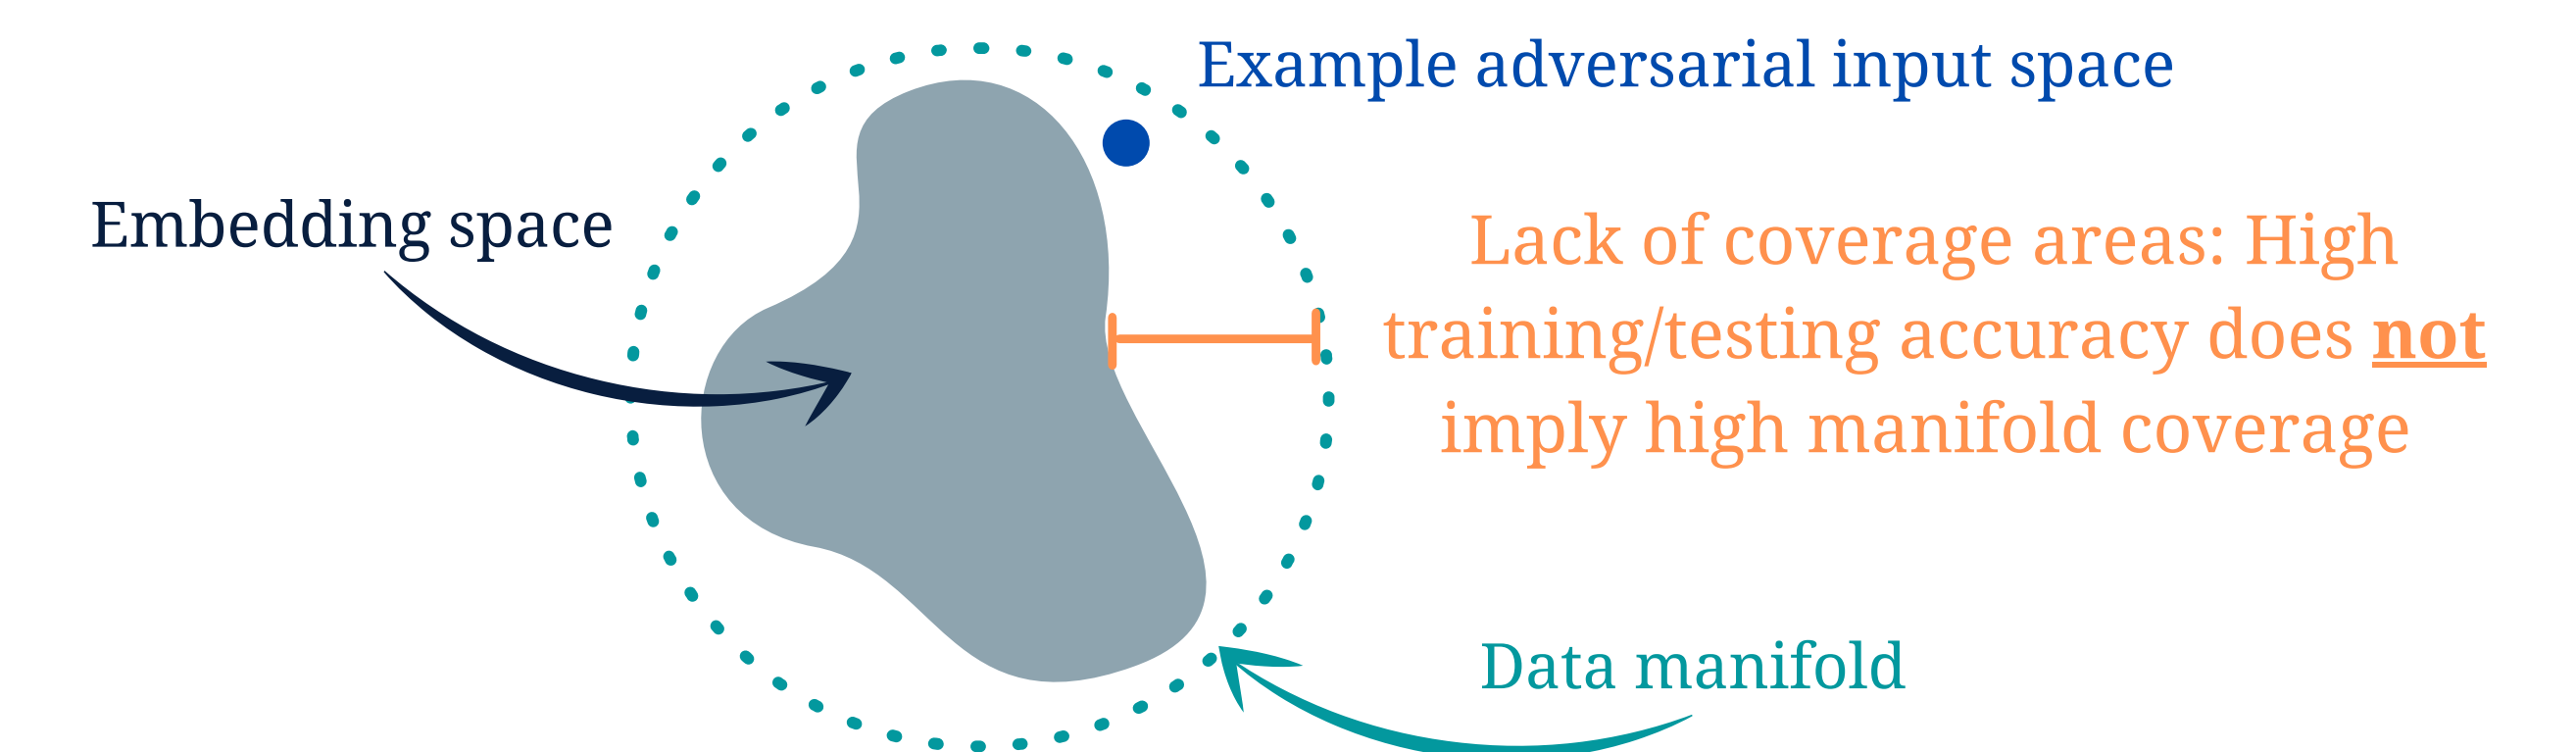 Example adversarial input space
Embedding space
Lack of coverage areas: High
training/testing accuracy does not
imply high manifold coverage
Data manifold